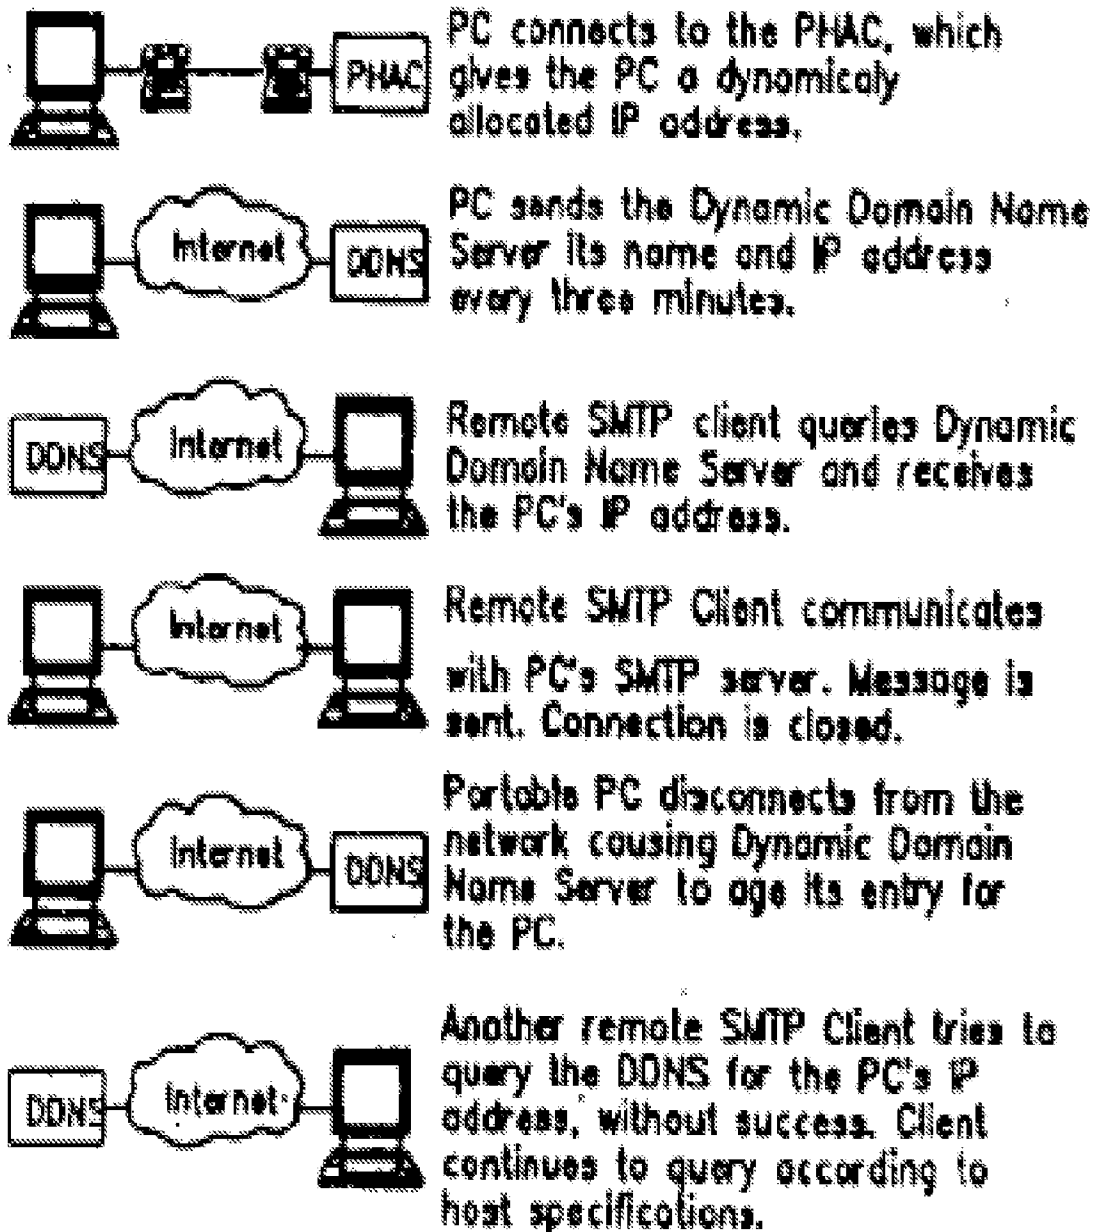 PHAC
PC connects to the PHAC, which
gives the PC a dynamicaly
allocated IP address.
Internet
DDNS
PC sends the Dynamic Domain Name
Server its name and IP address
every three minutes.
DDNS
Internet
Remote SMTP client queries Dynamic
Domain Name Server and receives
the PC's IP address.
Internet
Remote SMTP Client communicates
with PC's SMTP server. Message is
sent. Connection is closed.
Internet
DDNS
Portable PC disconnects from the
network causing Dynamic Domain
Name Server to age its entry for
the PC.
DDNS
Internet
Another remote SMTP Client tries to
query the DDNS for the PC's IP
address, without success. Client
continues to query according to
host specifications.